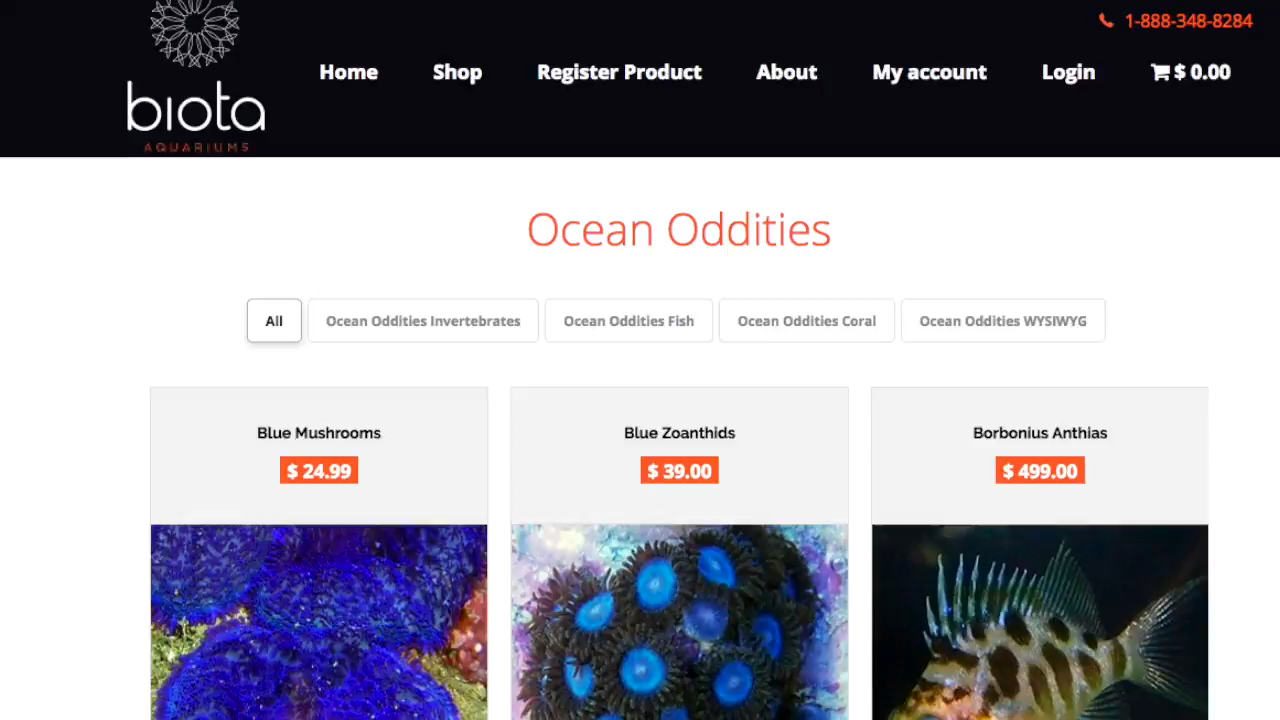 1-888-348-8284
biota
AQUARIUMS
Home Shop Register Product About My account Login $ 0.00
Ocean Oddities
All Ocean Oddities Invertebrates Ocean Oddities Fish Ocean Oddities Coral Ocean Oddities WYSIWYG
Blue Mushrooms Blue Zoanthids Borbonius Anthias
$ 24.99 $ 39.00 $ 499.00